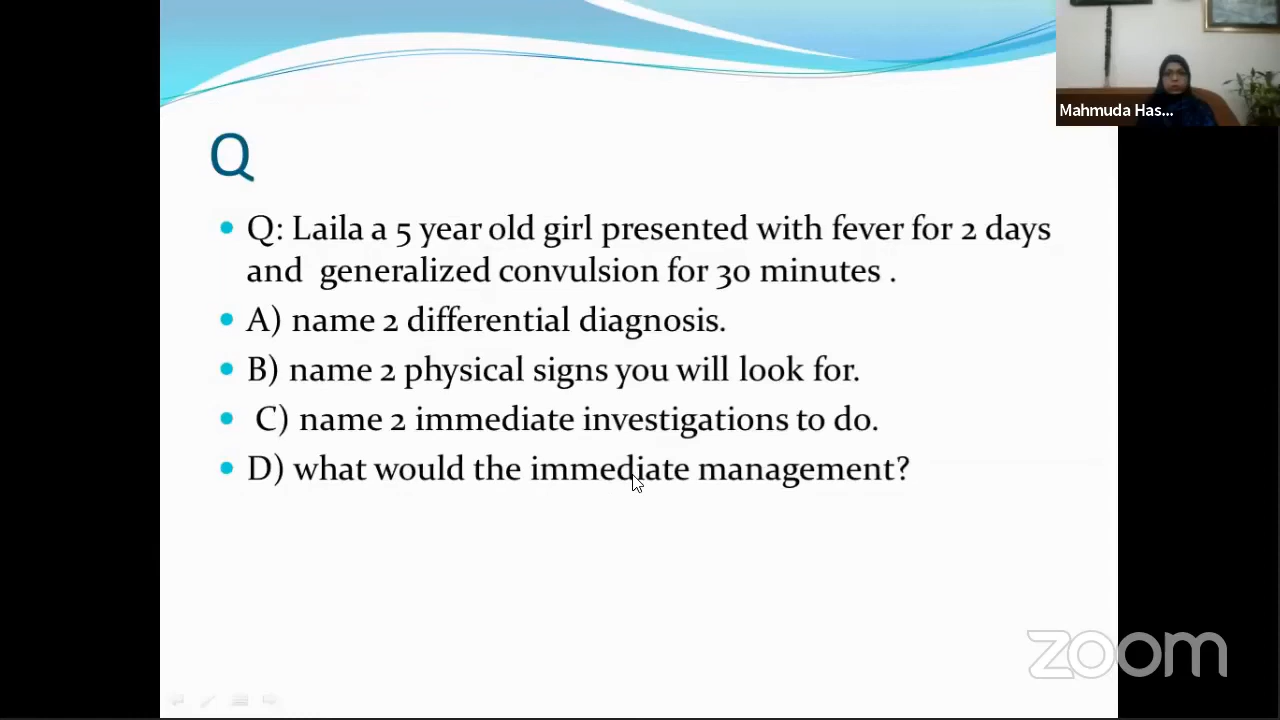 Mahmuda Has...
Q
Q: Laila a 5 year old girl presented with fever for 2 days
and generalized convulsion for 30 minutes .
A) name 2 differential diagnosis.
B) name 2 physical signs you will look for.
C) name 2 immediate investigations to do.
D) what would the immediate management?
zoom